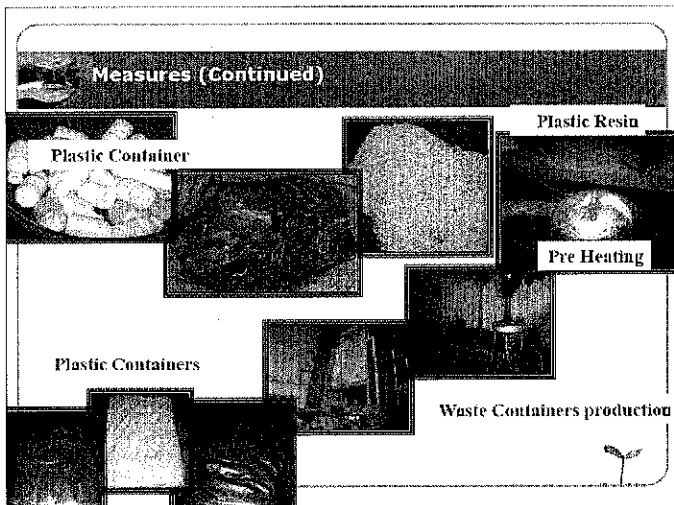 Measures (Continued)
Plastic Resin
Plastic Container
Pre Heating
Plastic Containers
Waste Containers production